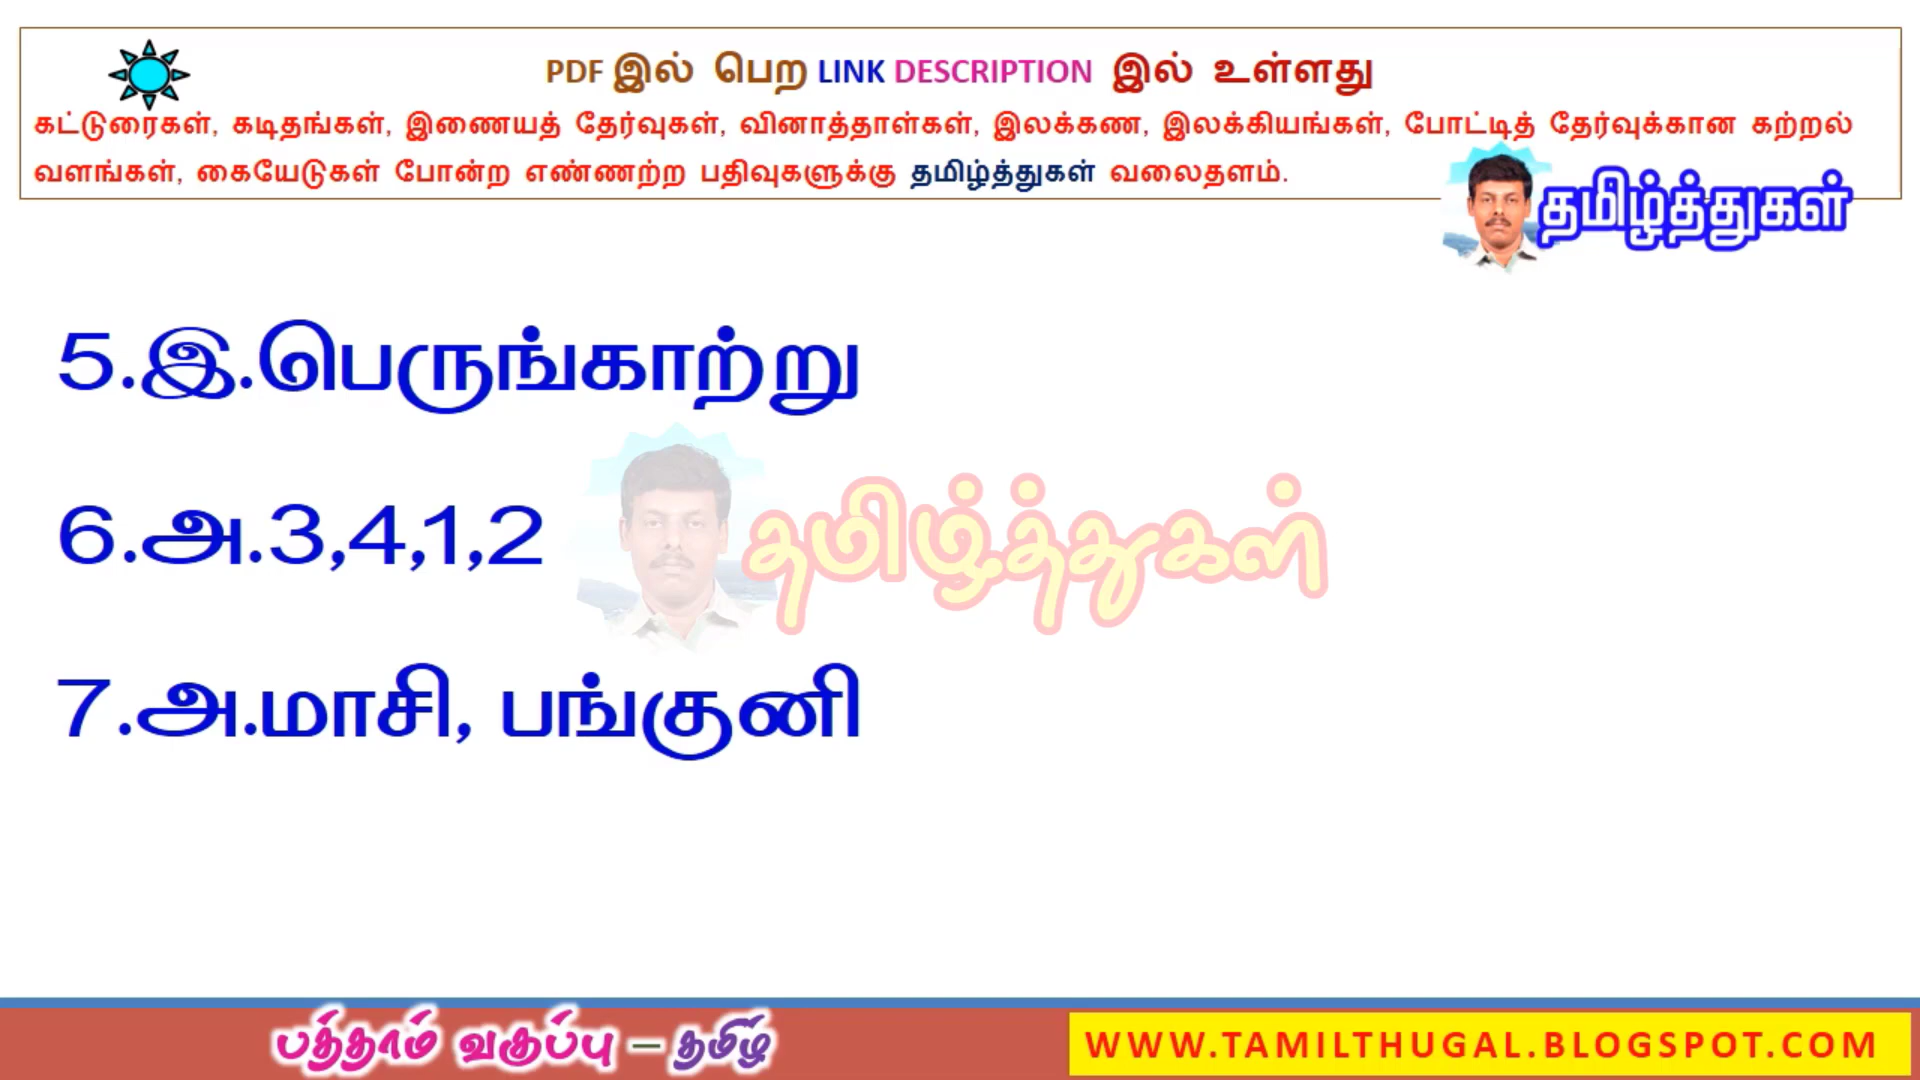 PDF இல் பெற LINK DESCRIPTION இல் உள்ளது
கட்டுரைகள், கடிதங்கள், இணையத் தேர்வுகள், வினாத்தாள்கள், இலக்கண, இலக்கியங்கள், போட்டித் தேர்வுக்கான கற்றல்
வளங்கள், கையேடுகள் போன்ற எண்ணற்ற பதிவுகளுக்கு தமிழ்த்துகள் வலைதளம்.
தமிழ்த்துகள்
5.இ.பெருங்காற்று
6.அ.3,4,1,2
தமிழ்த்துகள்
7.அ.மாசி, பங்குனி
பத்தாம் வகுப்பு – தமிழ்
WWW.TAMILTHUGAL.BLOGSPOT.COM